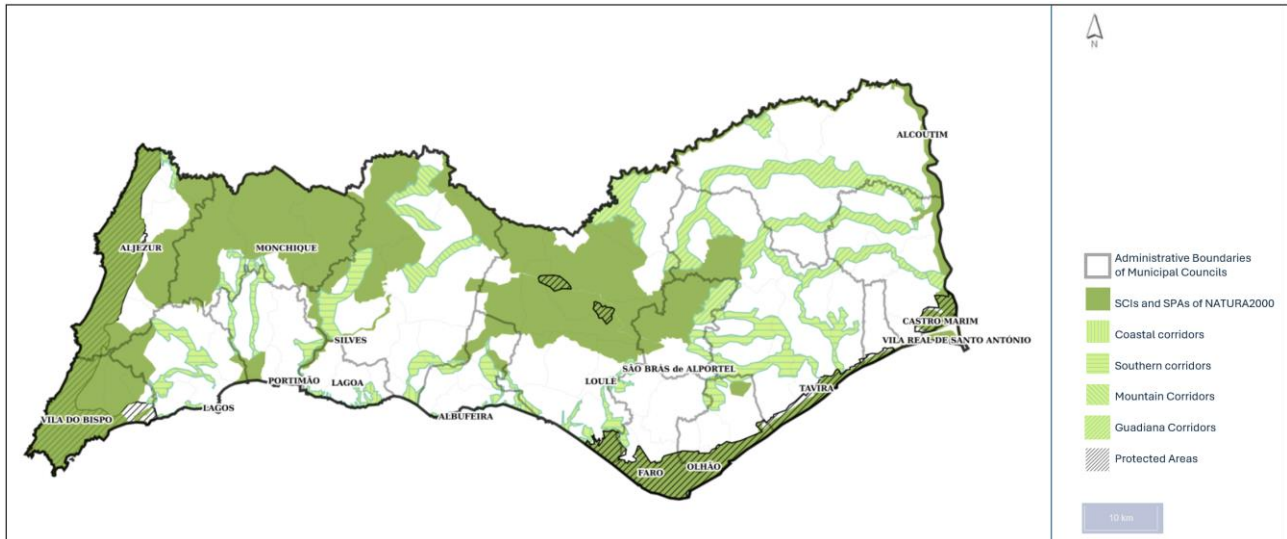 N
ALCOUTIM
ALJEZUR
MONCHIQUE
CASTRO MARIM
VILA REAL DE SANTO ANTÓNIO
SILVES
SÃO BRÁS de ALPORTEL
PORTIMÃO
LAGOA
LOULÉ
TAVIRA
LAGOS
VILA DO BISPO
ALBUFEIRA
OLHÃO
FARO
Administrative Boundaries
of Municipal Councils
SCIs and SPAs of NATURA2000
Coastal corridors
Southern corridors
Mountain Corridors
Guadiana Corridors
Protected Areas
10 km